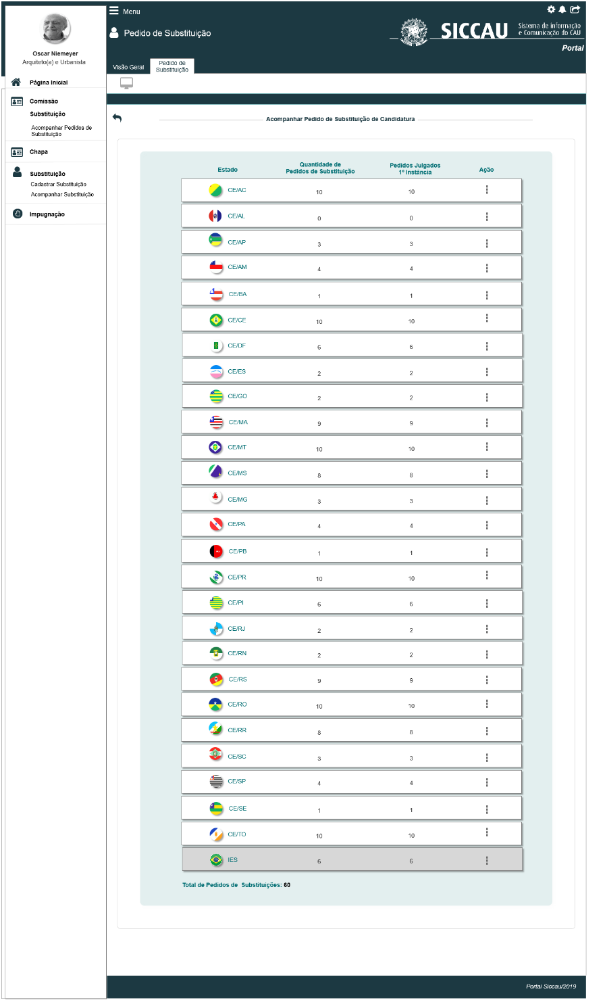 Menu
Pedido de Substituição
SICCAU
Sistema de informação
e Comunicação do CAU
Portal
Visão Geral
Pedido de
Substituição
Oscar Niemeyer
Arquiteto(a) e Urbanista
Página Inicial
Comissão
Substituição
Acompanhar Pedidos de
Substituição
Chapa
Substituição
Cadastrar Substituição
Acompanhar Substituição
Impugnação
Acompanhar Pedido de Substituição de Candidatura
Estado
Quantidade de
Pedidos de Substituição
Pedidos Julgados
1º Instância
Ação
CE/AC 10 10
CE/AL 0 0
CE/AP 3 3
CE/AM 4 4
CE/BA 1 1
CE/CE 10 10
CE/DF 6 6
CE/ES 2 2
CE/GO 2 2
CE/MA 9 9
CE/MT 10 10
CE/MS 8 8
CE/MG 3 3
CE/PA 4 4
CE/PB 1 1
CE/PR 10 10
CE/PI 6 6
CE/RJ 2 2
CE/RN 2 2
CE/RS 9 9
CE/RO 10 10
CE/RR 8 8
CE/SC 3 3
CE/SP 4 4
CE/SE 1 1
CE/TO 10 10
IES 6 6
Total de Pedidos de Substituições: 60
Portal Siccau/2019